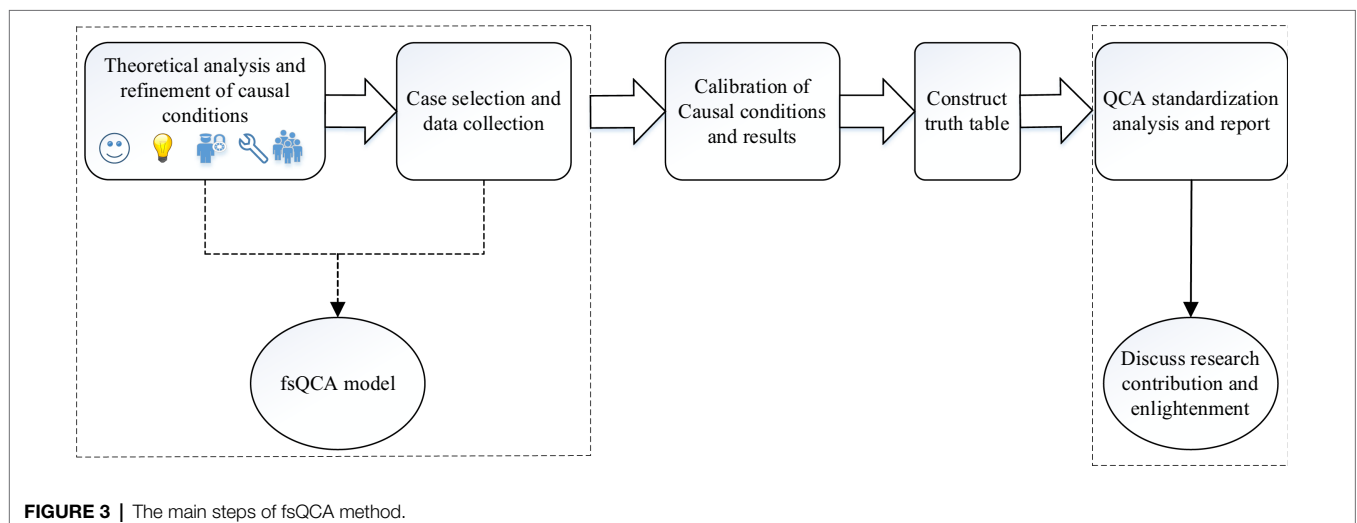 Theoretical analysis and
refinement of causal
conditions
Case selection and
data collection
Calibration of
Causal conditions
and results
Construct
truth table
QCA standardization
analysis and report
fsQCA model
Discuss research
contribution and
enlightenment
FIGURE 3 | The main steps of fsQCA method.